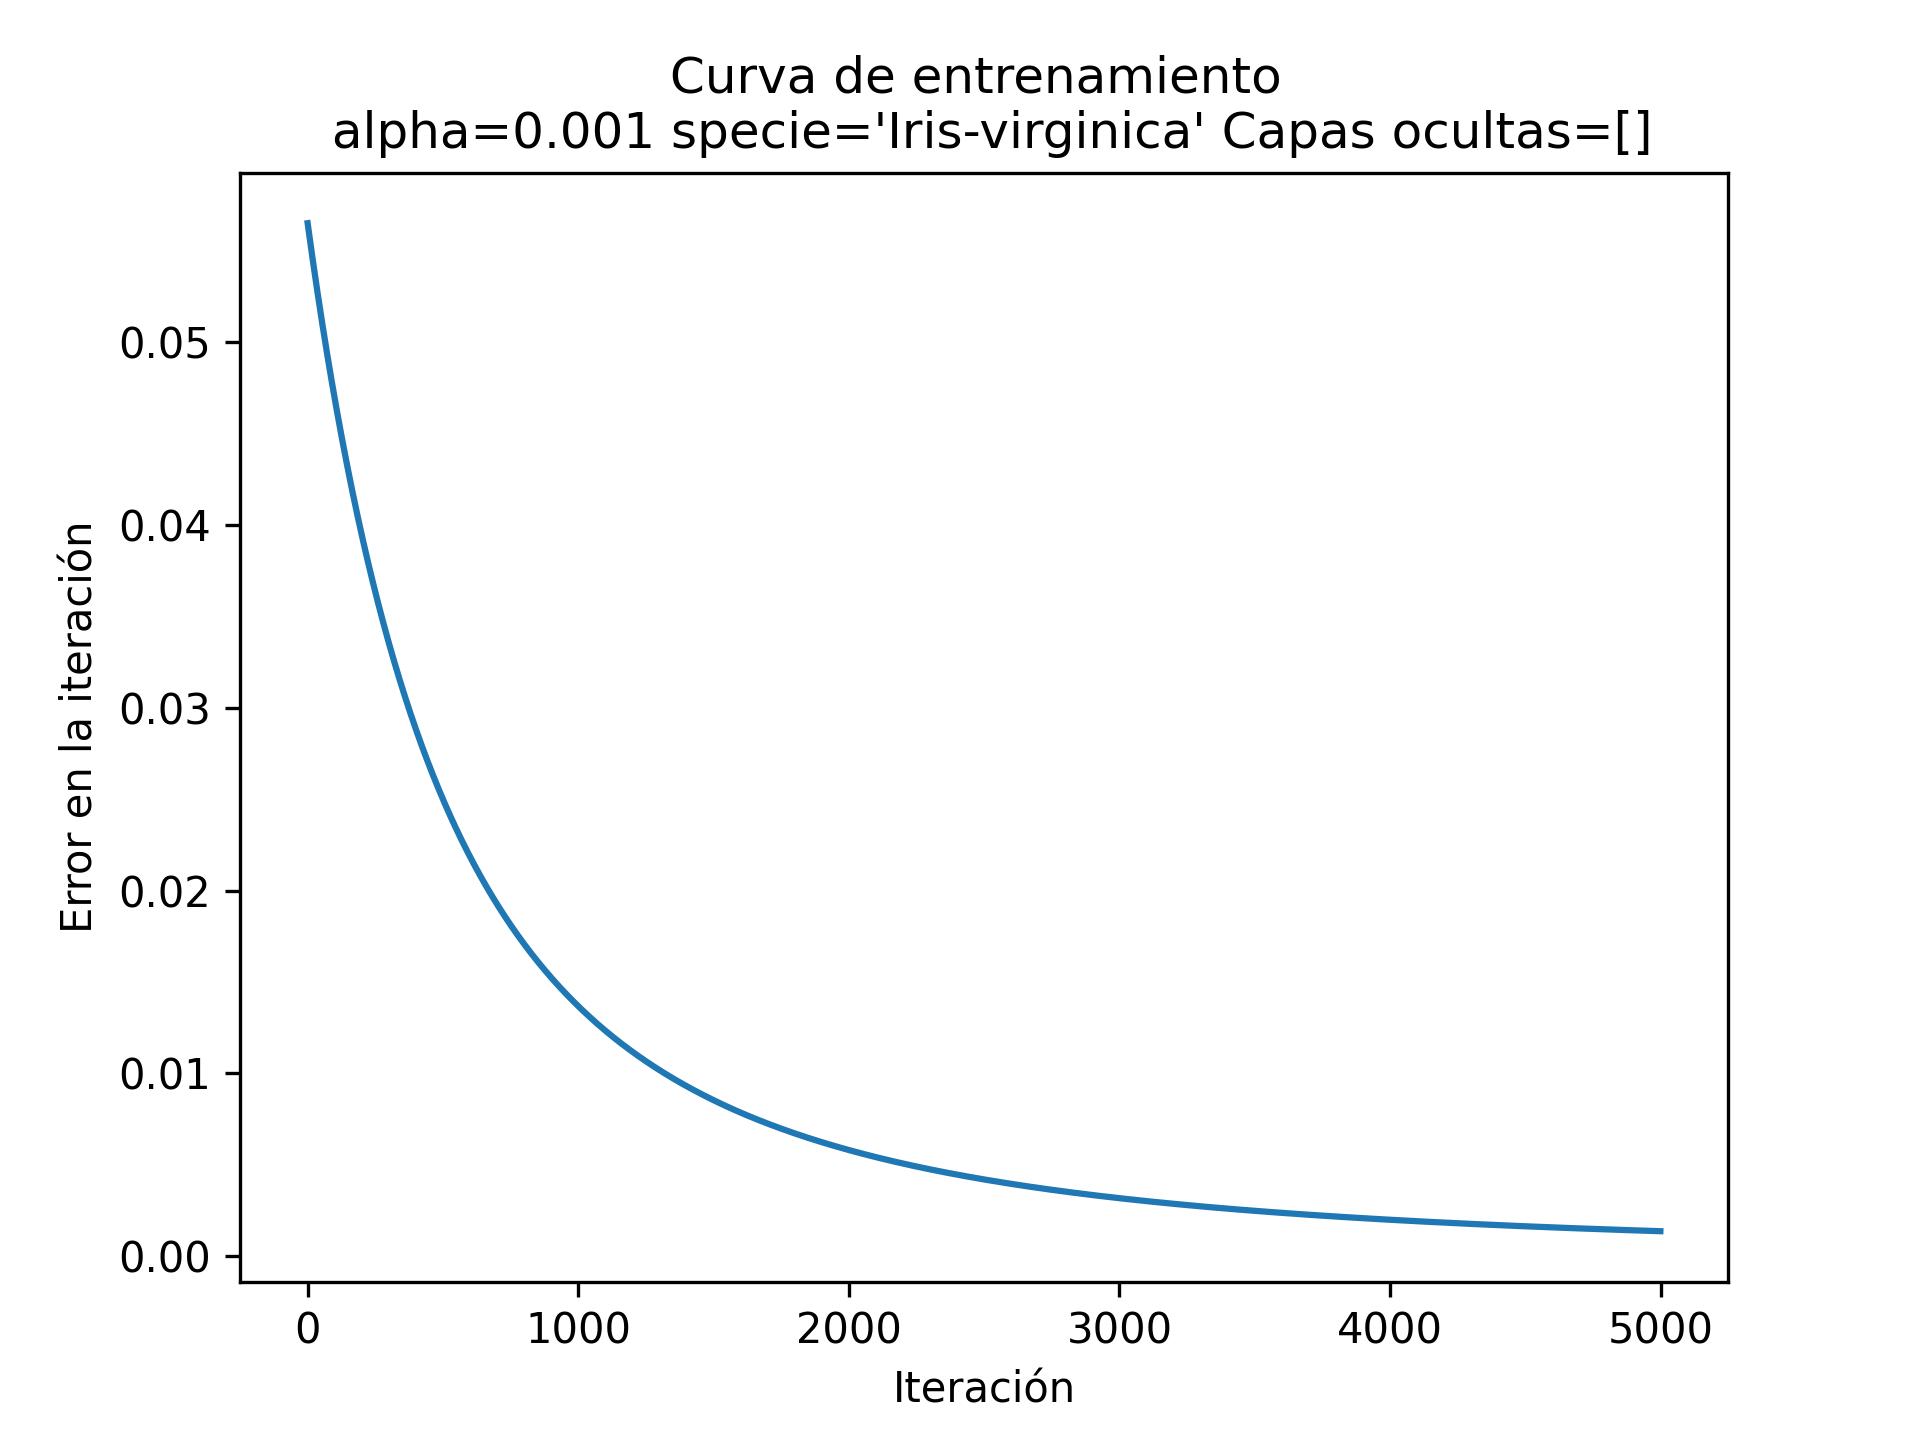 Curva de entrenamiento
alpha=0.001 specie='Iris-virginica' Capas ocultas=[]
Error en la iteración
0.05
0.04
0.03
0.02
0.01
0.00
0 1000 2000 3000 4000 5000
Iteración